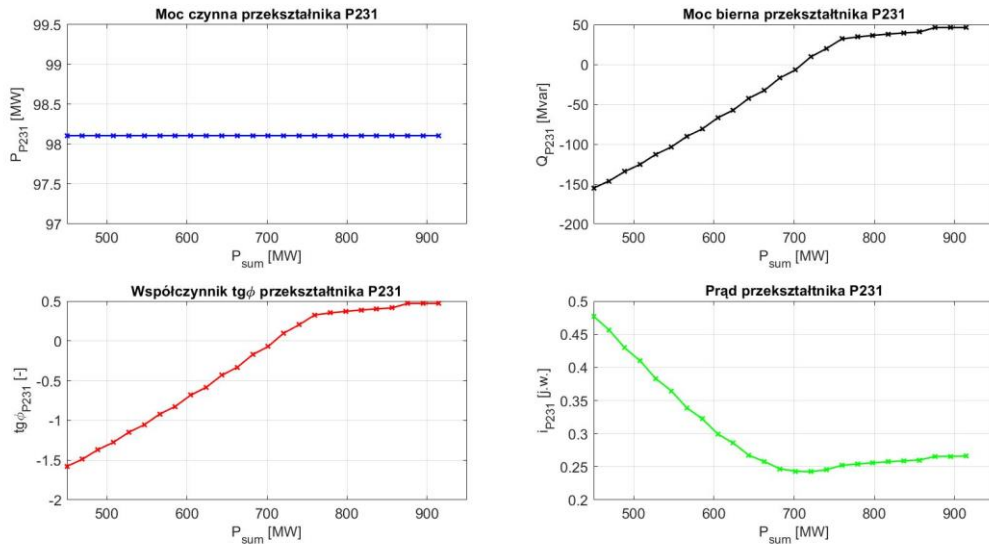 Moc czynna przekształnika P231
99.5
99
98.5
98
97.5
97
P_P231 [MW]
500 600 700 800 900
P_sum [MW]
Moc bierna przekształtnika P231
50
0
-50
-100
-150
-200
Q_P231 [Mvar]
500 600 700 800 900
P_sum [MW]
Współczynnik tgϕ przekształtnika P231
0.5
0
-0.5
-1
-1.5
-2
tgϕ_P231 [-]
500 600 700 800 900
P_sum [MW]
Prąd przekształtnika P231
0.5
0.45
0.4
0.35
0.3
0.25
0.2
i_P231 [j.w.]
500 600 700 800 900
P_sum [MW]